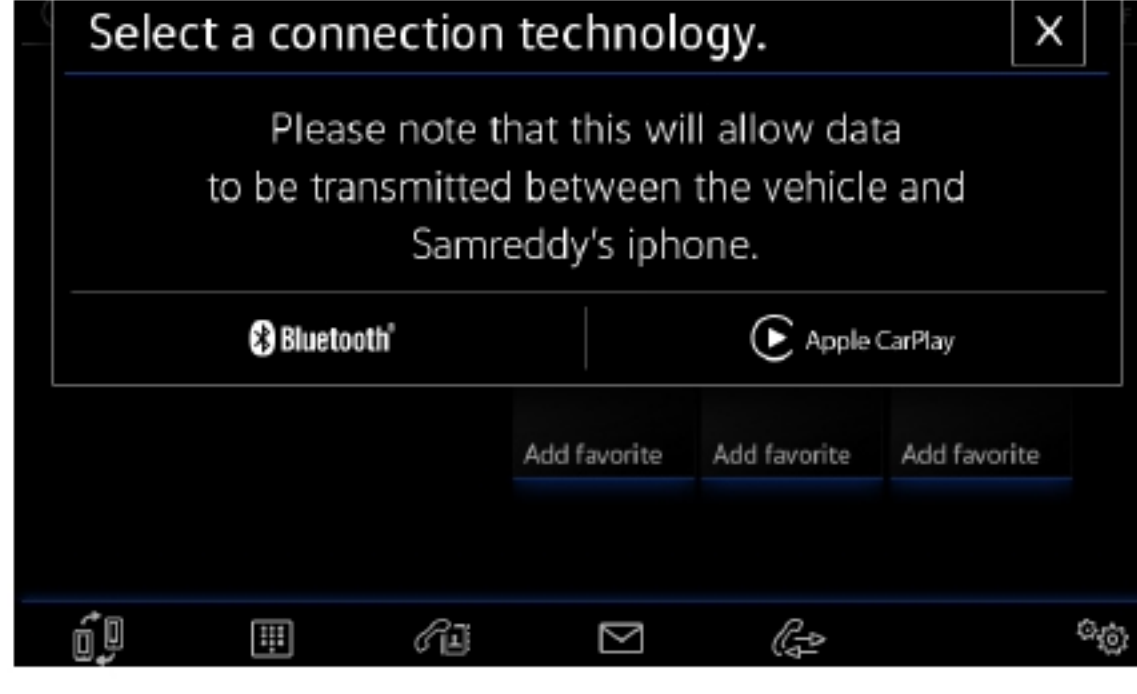 Select a connection technology.
X
Please note that this will allow data
to be transmitted between the vehicle and
Samreddy's iphone.
Bluetooth®
Apple CarPlay
Add favorite
Add favorite
Add favorite